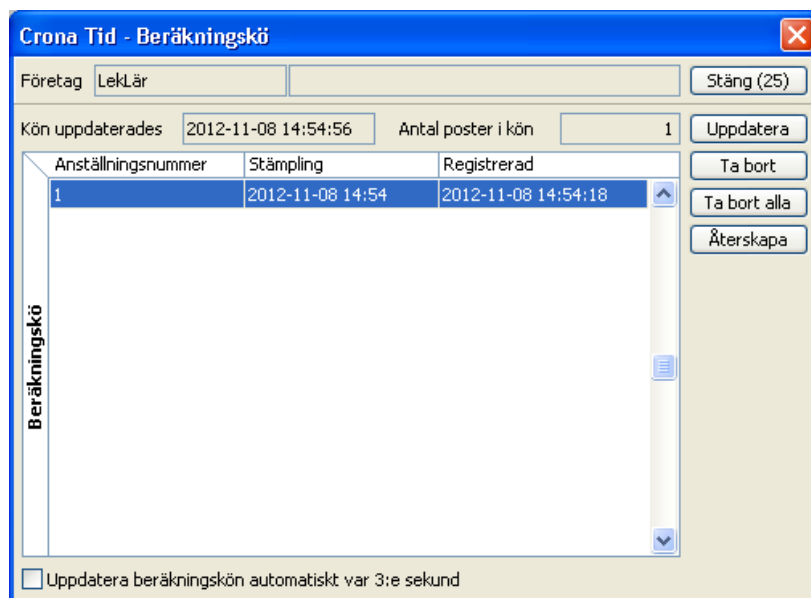 Crona Tid - Beräkningskö
Företag LekLär Stäng (25)
Kön uppdaterades 2012-11-08 14:54:56 Antal poster i kön 1 Uppdatera
Anställningsnummer Stämpling Registrerad Ta bort
1 2012-11-08 14:54 2012-11-08 14:54:18 Ta bort alla
Återskapa
Beräkningskö
Uppdatera beräkningskön automatiskt var 3:e sekund